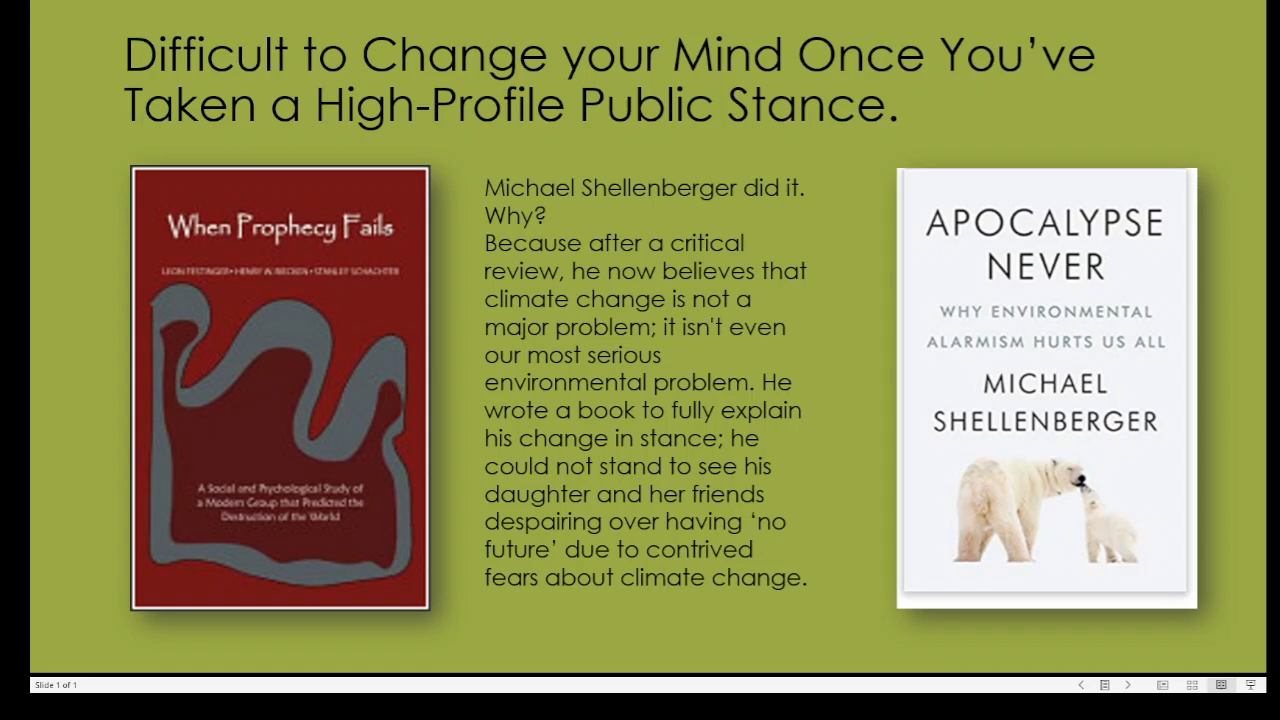 Difficult to Change your Mind Once You’ve
Taken a High-Profile Public Stance.
When Prophecy Fails
LEON FESTINGER • HENRY W. RIECKEN • STANLEY SCHACHTER
A Social and Psychological Study of
a Modern Group that Predicted the
Destruction of the World
Michael Shellenberger did it.
Why?
Because after a critical
review, he now believes that
climate change is not a
major problem; it isn't even
our most serious
environmental problem. He
wrote a book to fully explain
his change in stance; he
could not stand to see his
daughter and her friends
despairing over having ‘no
future’ due to contrived
fears about climate change.
APOCALYPSE
NEVER
WHY ENVIRONMENTAL
ALARMISM HURTS US ALL
MICHAEL
SHELLENBERGER
Slide 1 of 1